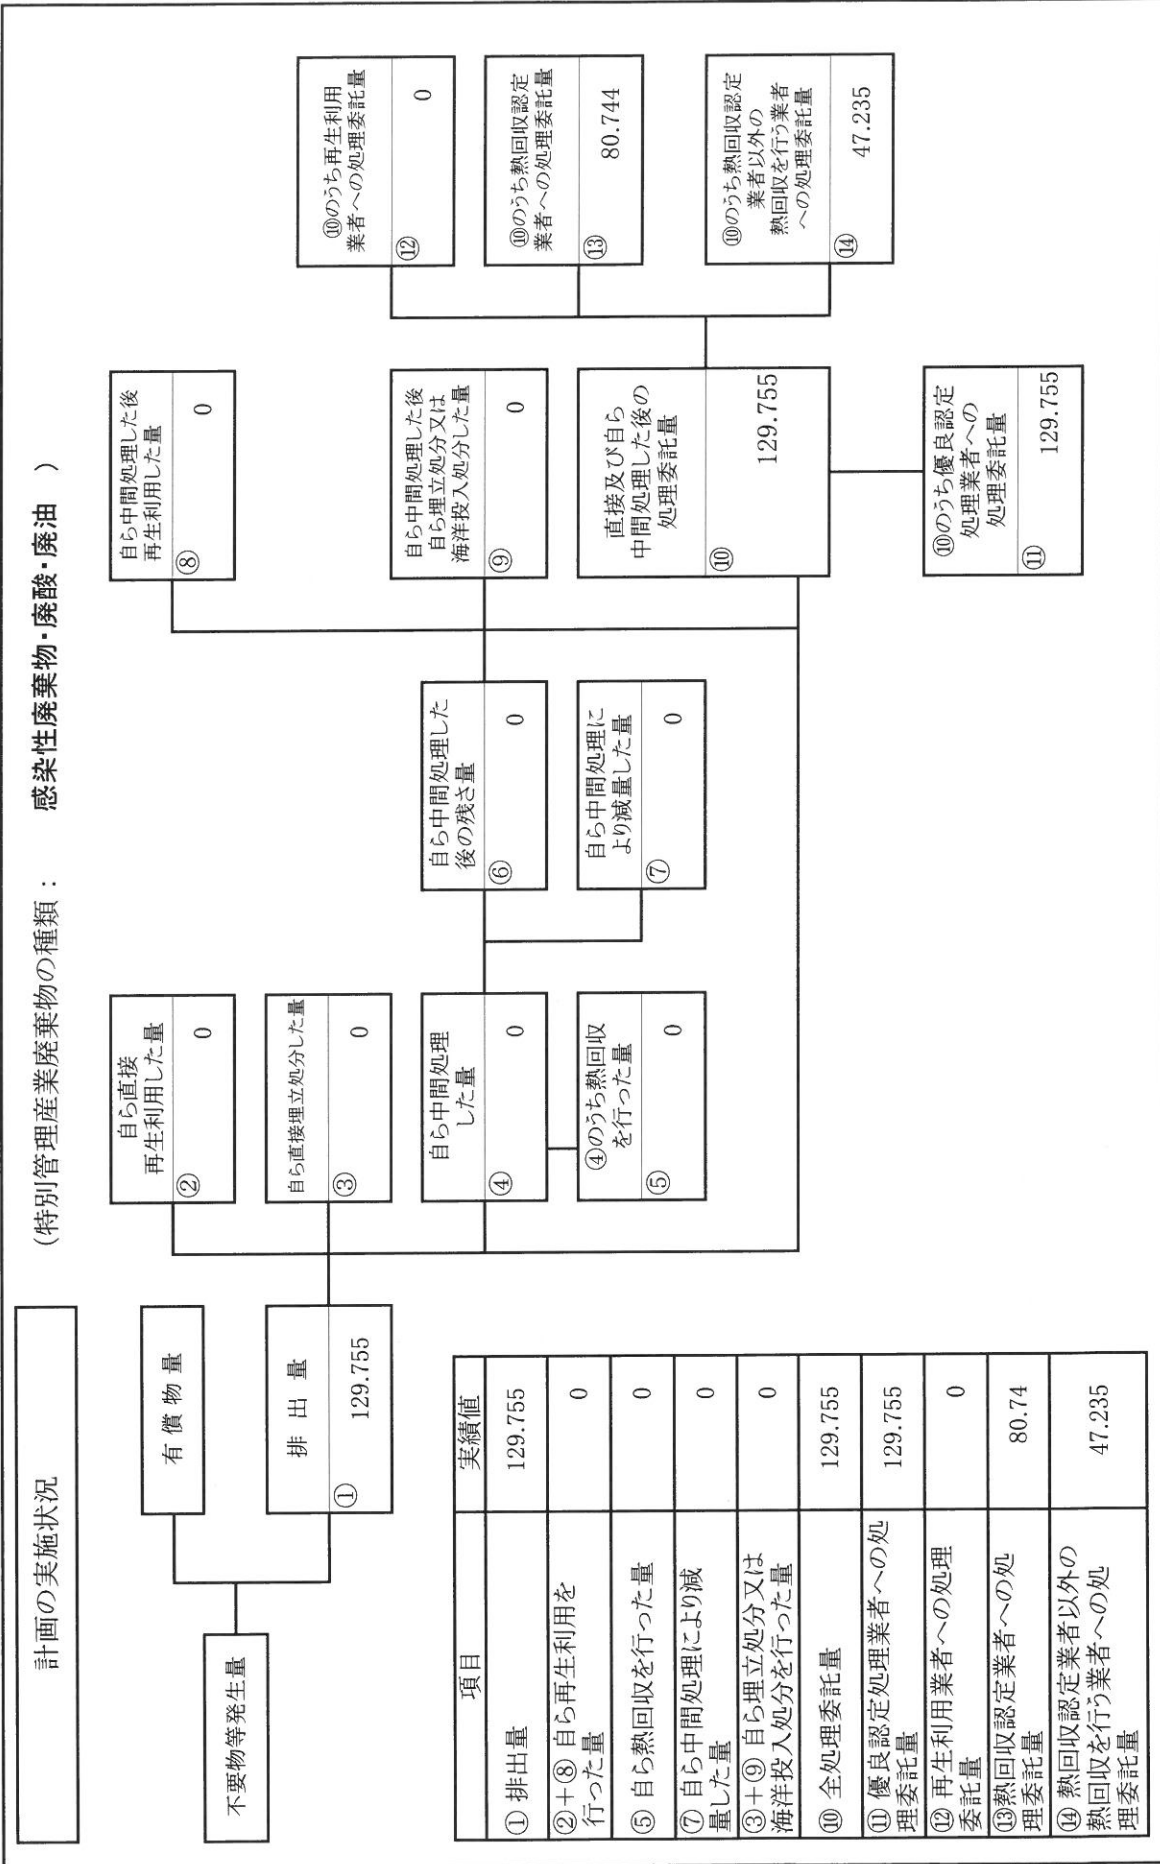 計画の実施状況
(特別管理産業廃棄物の種類： 感染性廃棄物・廃酸・廃油 )
不要物等発生量
有 償 物 量
排 出 量
① 129.755
自ら直接
再生利用した量
② 0
自ら直接埋立処分した量
③ 0
自ら中間処理
した量
④ 0
④のうち熱回収
を行った量
⑤ 0
自ら中間処理した
後の残さ量
⑥ 0
自ら中間処理に
より減量した量
⑦ 0
自ら中間処理した後
再生利用した量
⑧ 0
自ら中間処理した後
自ら埋立処分又は
海洋投入処分した量
⑨ 0
直接及び自ら
中間処理した後の
処理委託量
⑩ 129.755
⑩のうち優良認定
処理業者への
処理委託量
⑪ 129.755
⑩のうち再生利用
業者への処理委託量
⑫ 0
⑩のうち熱回収認定
業者への処理委託量
⑬ 80.744
⑩のうち熱回収認定
業者以外の
熱回収を行う業者
への処理委託量
⑭ 47.235
項目 実績値
① 排出量 129.755
②+⑧ 自ら再生利用を
行った量 0
⑤ 自ら熱回収を行った量 0
⑦ 自ら中間処理により減
量した量 0
③+⑨ 自ら埋立処分又は
海洋投入処分を行った量 0
⑩ 全処理委託量 129.755
⑪ 優良認定処理業者への処
理委託量 129.755
⑫ 再生利用業者への処理
委託量 0
⑬熱回収認定業者への処
理委託量 80.74
⑭ 熱回収認定業者以外の
熱回収を行う業者への処
理委託量 47.235